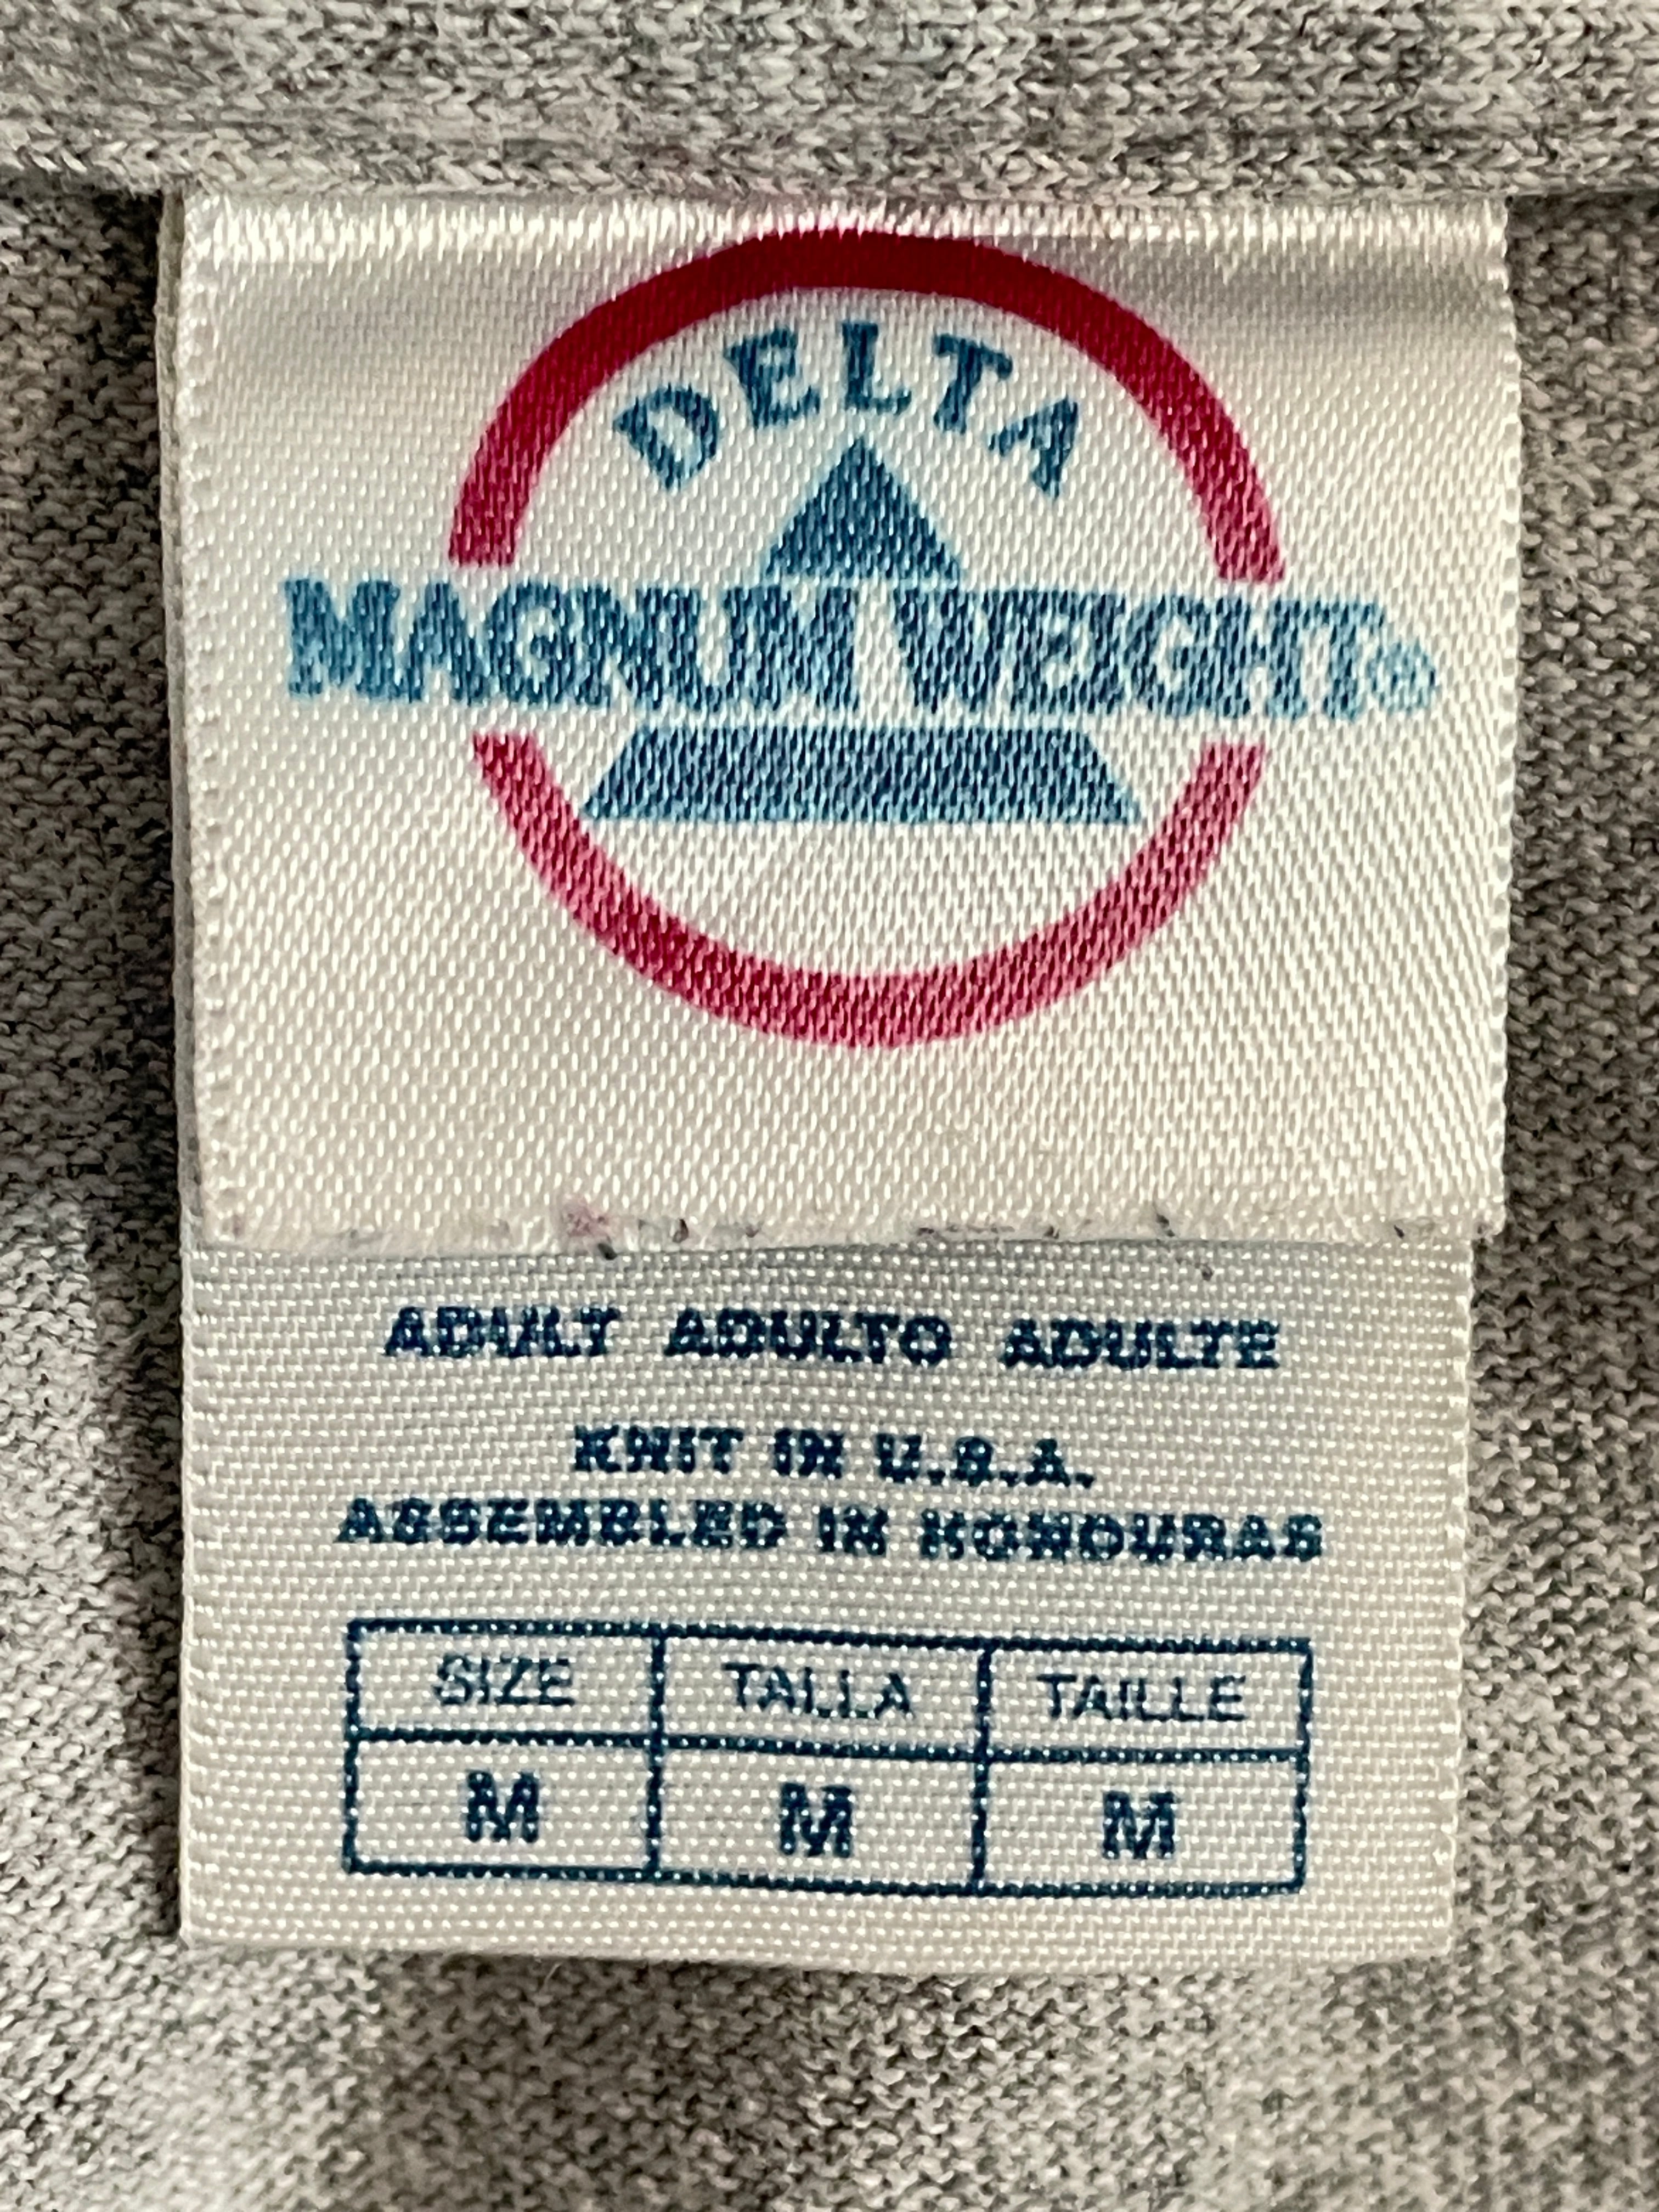 DELTA
MAGNUM WEIGHT®
ADULT ADULTO ADULTE
KNIT IN U.S.A.
ASSEMBLED IN HONDURAS
SIZE TALLA TAILLE
M M M